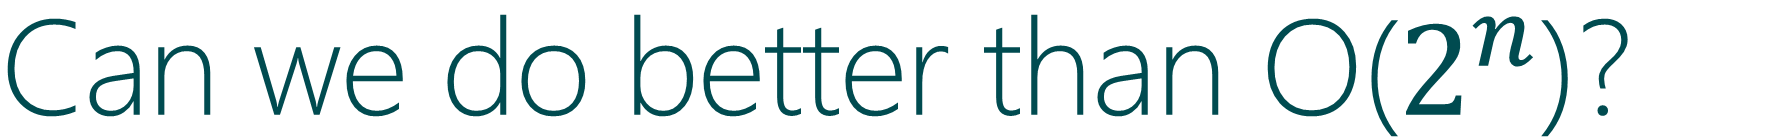 Can we do better than O(2ⁿ)?